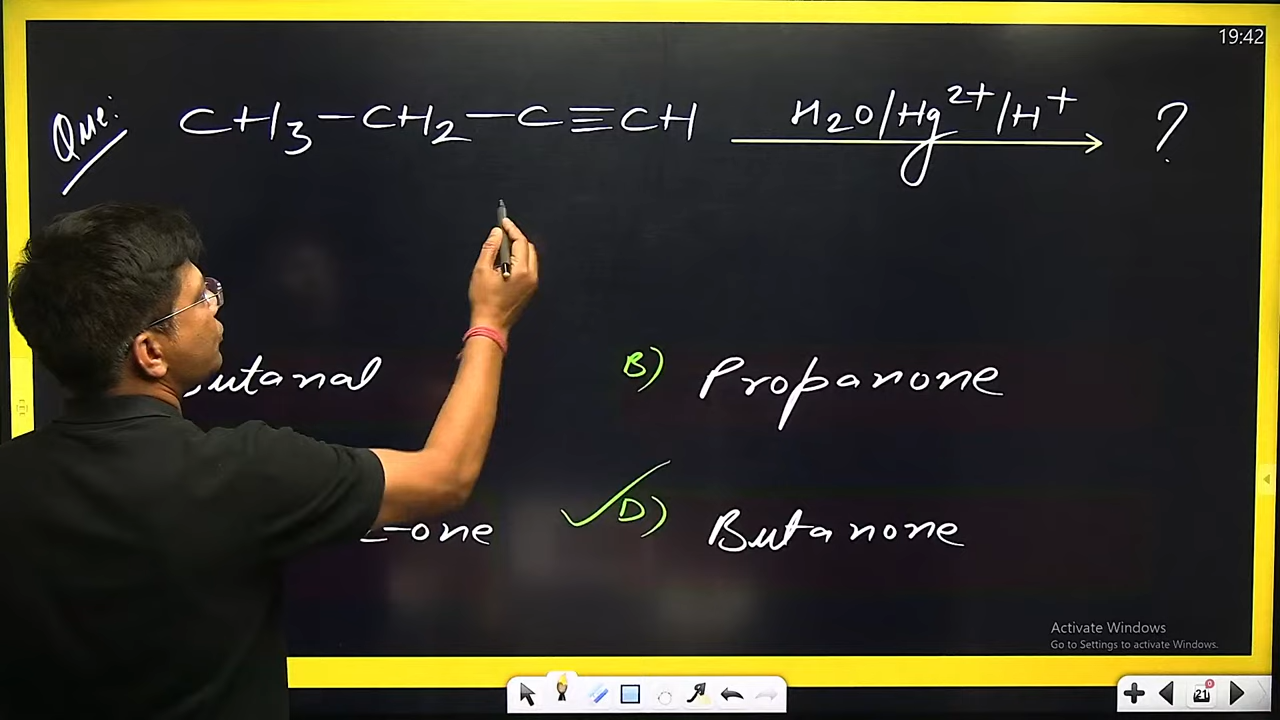 19:42
Que:
CH3-CH2-C≡CH H2O/Hg2+/H+ ?
utanal B) Propanone
-one D) Butanone
Activate Windows
Go to Settings to activate Windows.
21